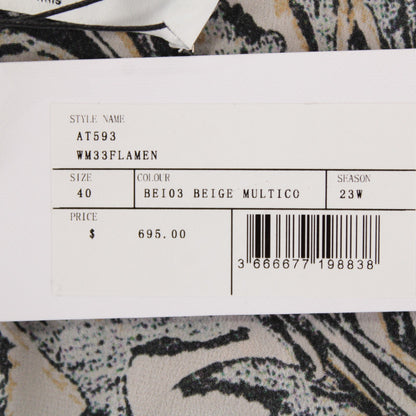 STYLE NAME
AT593
WM33FLAMEN
SIZE COLOUR SEASON
40 BEI03 BEIGE MULTICO 23W
PRICE
$ 695.00
3 666677 198838